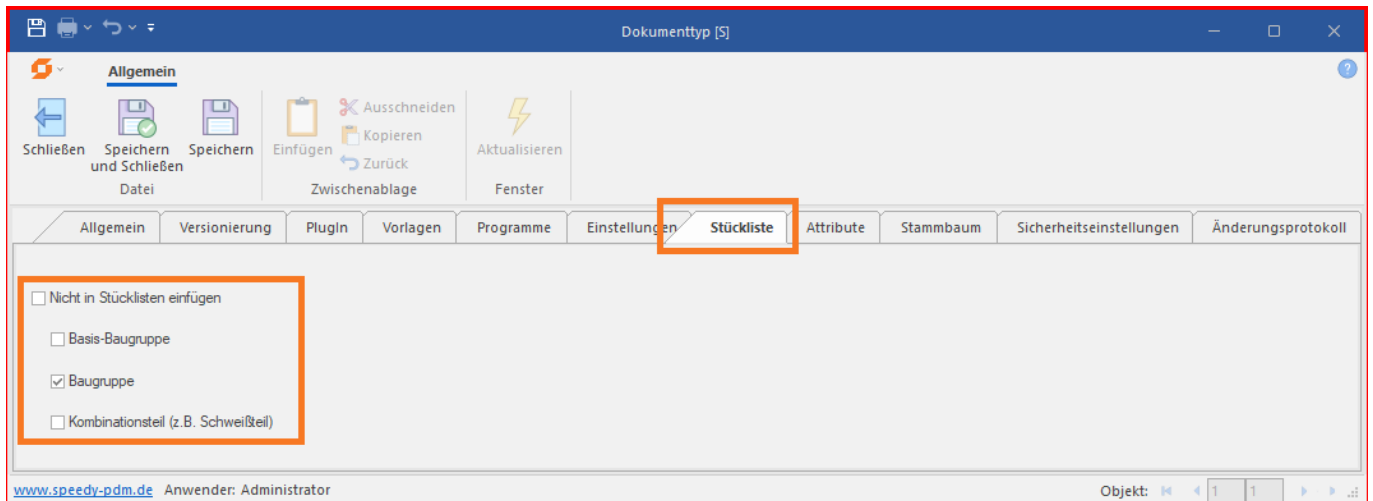 Dokumenttyp [S]
Allgemein
?
Schließen
Speichern und Schließen
Speichern
Datei
Einfügen
Ausschneiden
Kopieren
Zurück
Zwischenablage
Aktualisieren
Fenster
Allgemein Versionierung PlugIn Vorlagen Programme Einstellungen Stückliste Attribute Stammbaum Sicherheitseinstellungen Änderungsprotokoll
Nicht in Stücklisten einfügen
Basis-Baugruppe
Baugruppe
Kombinationsteil (z.B. Schweißteil)
www.speedy-pdm.de Anwender: Administrator Objekt: 1 1